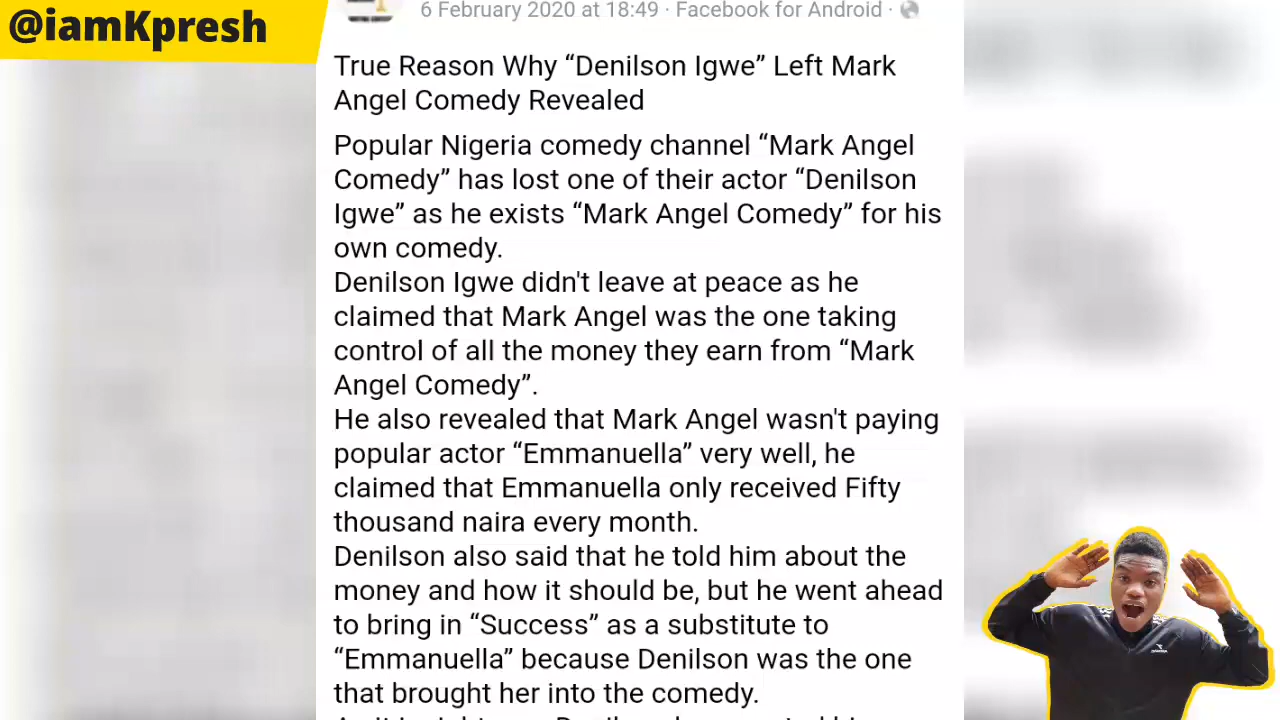 @iamKpresh
6 February 2020 at 18:49 · Facebook for Android ·
True Reason Why “Denilson Igwe” Left Mark
Angel Comedy Revealed
Popular Nigeria comedy channel “Mark Angel
Comedy” has lost one of their actor “Denilson
Igwe” as he exists “Mark Angel Comedy” for his
own comedy.
Denilson Igwe didn't leave at peace as he
claimed that Mark Angel was the one taking
control of all the money they earn from “Mark
Angel Comedy”.
He also revealed that Mark Angel wasn't paying
popular actor “Emmanuella” very well, he
claimed that Emmanuella only received Fifty
thousand naira every month.
Denilson also said that he told him about the
money and how it should be, but he went ahead
to bring in “Success” as a substitute to
“Emmanuella” because Denilson was the one
that brought her into the comedy.